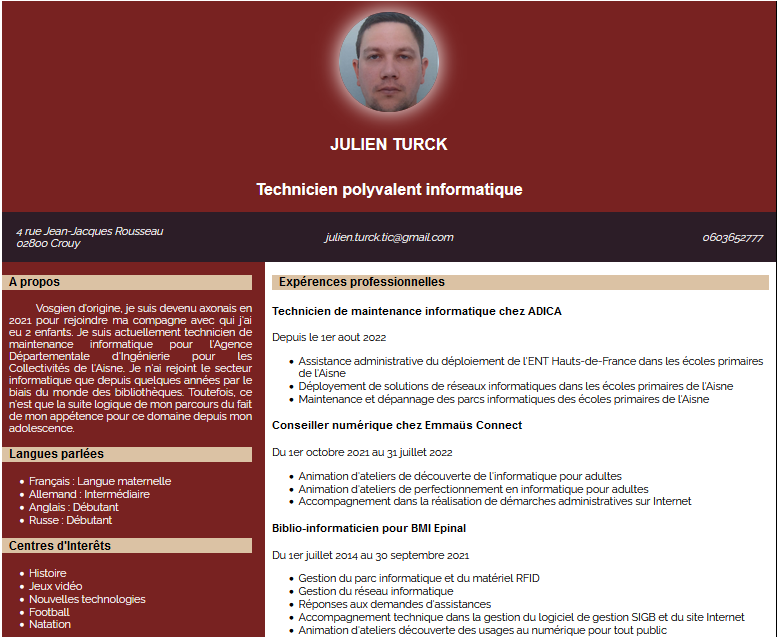 JULIEN TURCK
Technicien polyvalent informatique
4 rue Jean-Jacques Rousseau
02800 Crouy
julien.turck.tic@gmail.com
0603652777
A propos
Vosgien d'origine, je suis devenu axonais en
2021 pour rejoindre ma compagne avec qui j'ai
eu 2 enfants. Je suis actuellement technicien de
maintenance informatique pour l'Agence
Départementale d'Ingénierie pour les
Collectivités de l'Aisne. Je n'ai rejoint le secteur
informatique que depuis quelques années par le
biais du monde des bibliothèques. Toutefois, ce
n'est que la suite logique de mon parcours du fait
de mon appétence pour ce domaine depuis mon
adolescence.
Langues parlées
• Français : Langue maternelle
• Allemand : Intermédiaire
• Anglais : Débutant
• Russe : Débutant
Centres d'Interêts
• Histoire
• Jeux vidéo
• Nouvelles technologies
• Football
• Natation
Expérences professionnelles
Technicien de maintenance informatique chez ADICA
Depuis le 1er aout 2022
• Assistance administrative du déploiement de l'ENT Hauts-de-France dans les écoles primaires
de l'Aisne
• Déployement de solutions de réseaux informatiques dans les écoles primaires de l'Aisne
• Maintenance et dépannage des parcs informatiques des écoles primaires de l'Aisne
Conseiller numérique chez Emmaüs Connect
Du 1er octobre 2021 au 31 juillet 2022
• Animation d'ateliers de découverte de l'informatique pour adultes
• Animation d'ateliers de perfectionnement en informatique pour adultes
• Accompagnement dans la réalisation de démarches administratives sur Internet
Biblio-informaticien pour BMI Epinal
Du 1er juillet 2014 au 30 septembre 2021
• Gestion du parc informatique et du matériel RFID
• Gestion du réseau informatique
• Réponses aux demandes d'assistances
• Accompagnement technique dans la gestion du logiciel de gestion SIGB et du site Internet
• Animation d'ateliers découverte des usages au numérique pour tout public